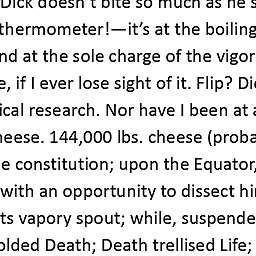 Dick doesn't bite so much as he s
thermometer!—it's at the boiling
nd at the sole charge of the vigor
e, if I ever lose sight of it. Flip? Di
ical research. Nor have I been at a
heese. 144,000 lbs. cheese (proba
e constitution; upon the Equator,
with an opportunity to dissect hi
ts vapory spout; while, suspende
olded Death; Death trellised Life;